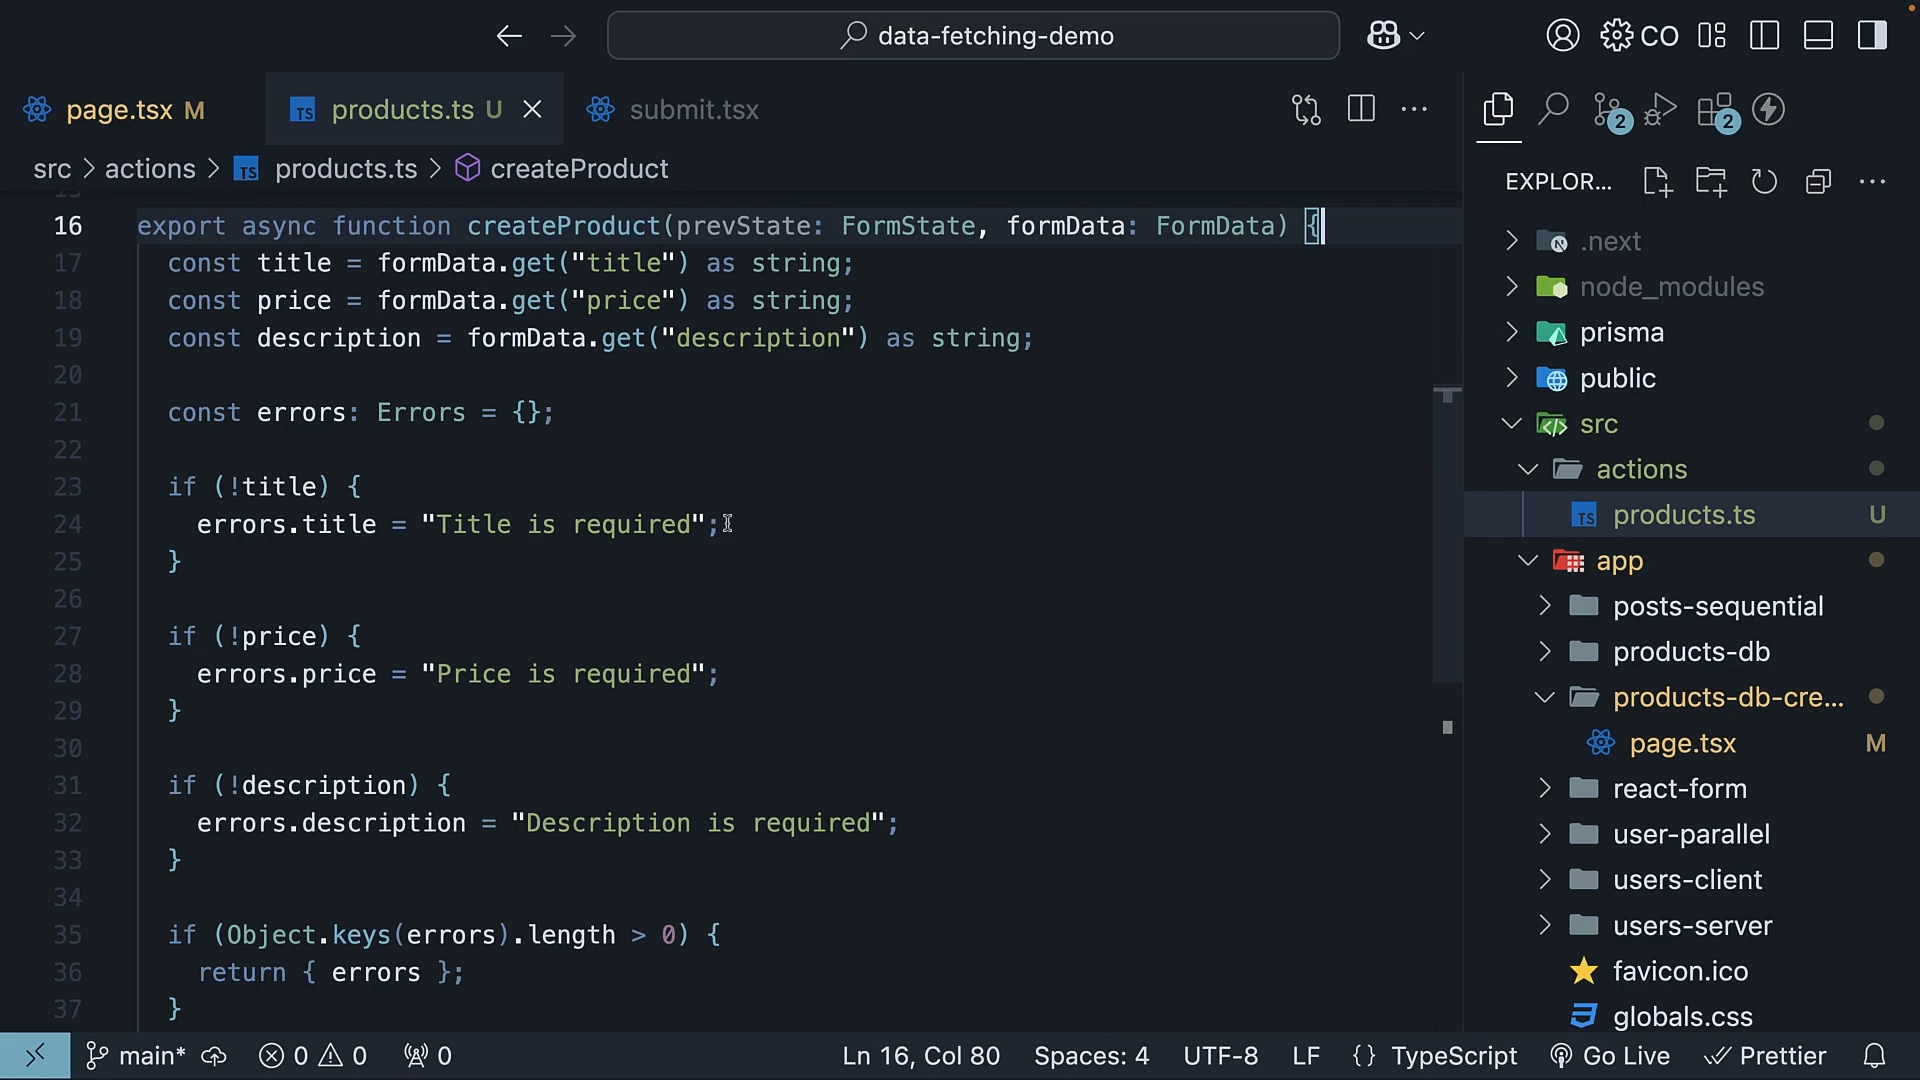 data-fetching-demo
CO
page.tsx M
products.ts U
submit.tsx
2
2
src > actions > TS products.ts > createProduct
EXPLOR...
16 export async function createProduct(prevState: FormState, formData: FormData) {
17 const title = formData.get("title") as string;
18 const price = formData.get("price") as string;
19 const description = formData.get("description") as string;
20
21 const errors: Errors = {};
22
23 if (!title) {
24 errors.title = "Title is required";
25 }
26
27 if (!price) {
28 errors.price = "Price is required";
29 }
30
31 if (!description) {
32 errors.description = "Description is required";
33 }
34
35 if (Object.keys(errors).length > 0) {
36 return { errors };
37 }
.next
node_modules
prisma
public
src
actions
TS products.ts U
app
posts-sequential
products-db
products-db-cre...
page.tsx M
react-form
user-parallel
users-client
users-server
favicon.ico
globals.css
main* 0 0 0
Ln 16, Col 80 Spaces: 4 UTF-8 LF {} TypeScript Go Live Prettier